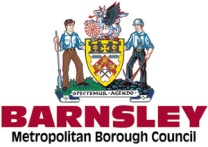 SPECTEMUR · AGENDO
BARNSLEY
Metropolitan Borough Council